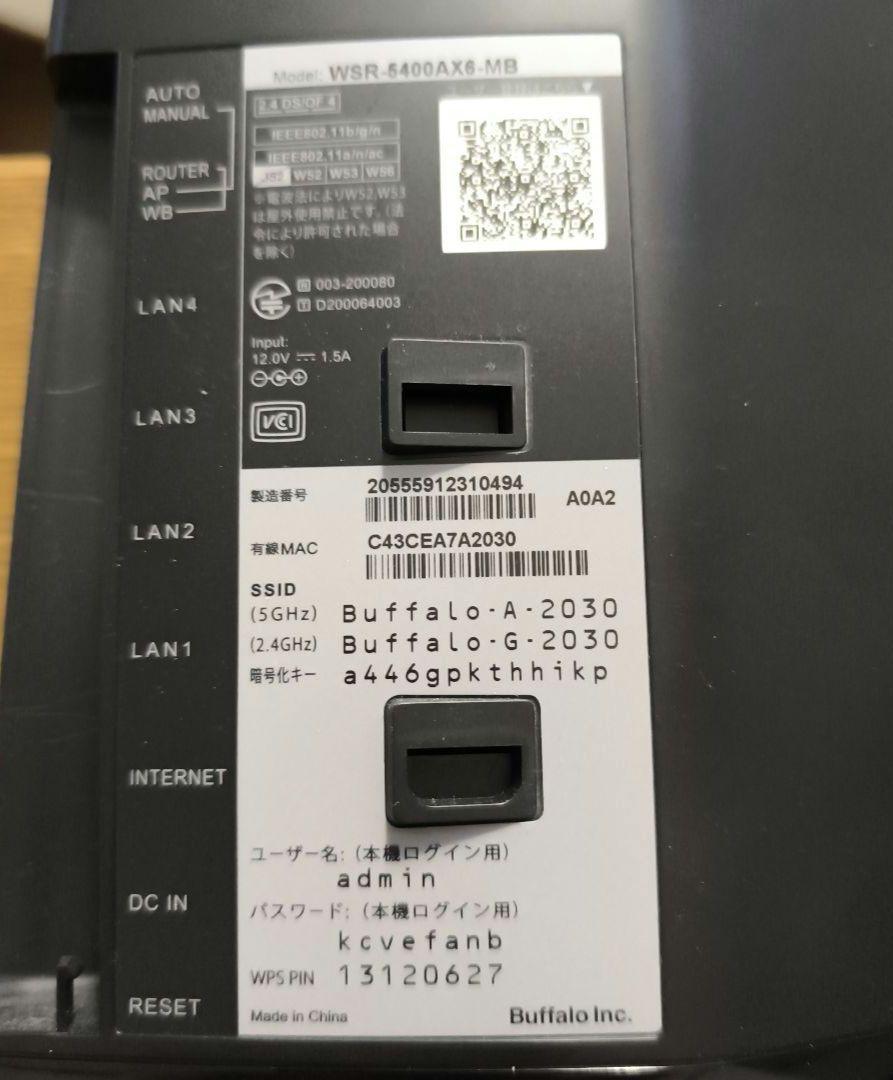 Model: WSR-5400AX6-MB
AUTO
MANUAL
ROUTER
AP
WB
LAN4
LAN3
LAN2
LAN1
INTERNET
DC IN
RESET
2.4 DS/OF 4
IEEE802.11b/g/n
IEEE802.11a/n/ac
JS2 W52 W53 W56
※電波法によりW52,W53
は屋外使用禁止です。(法
令により許可された場合
を除く)
R 003-200080
T D200064003
Input:
12.0V 1.5A
VCCI
製造番号 20555912310494 A0A2
有線MAC C43CEA7A2030
SSID
(5GHz) Buffalo-A-2030
(2.4GHz) Buffalo-G-2030
暗号化キー a446gpkthhikp
ユーザー名:(本機ログイン用)
admin
パスワード:(本機ログイン用)
kcvefanb
WPS PIN 13120627
Made in China Buffalo Inc.